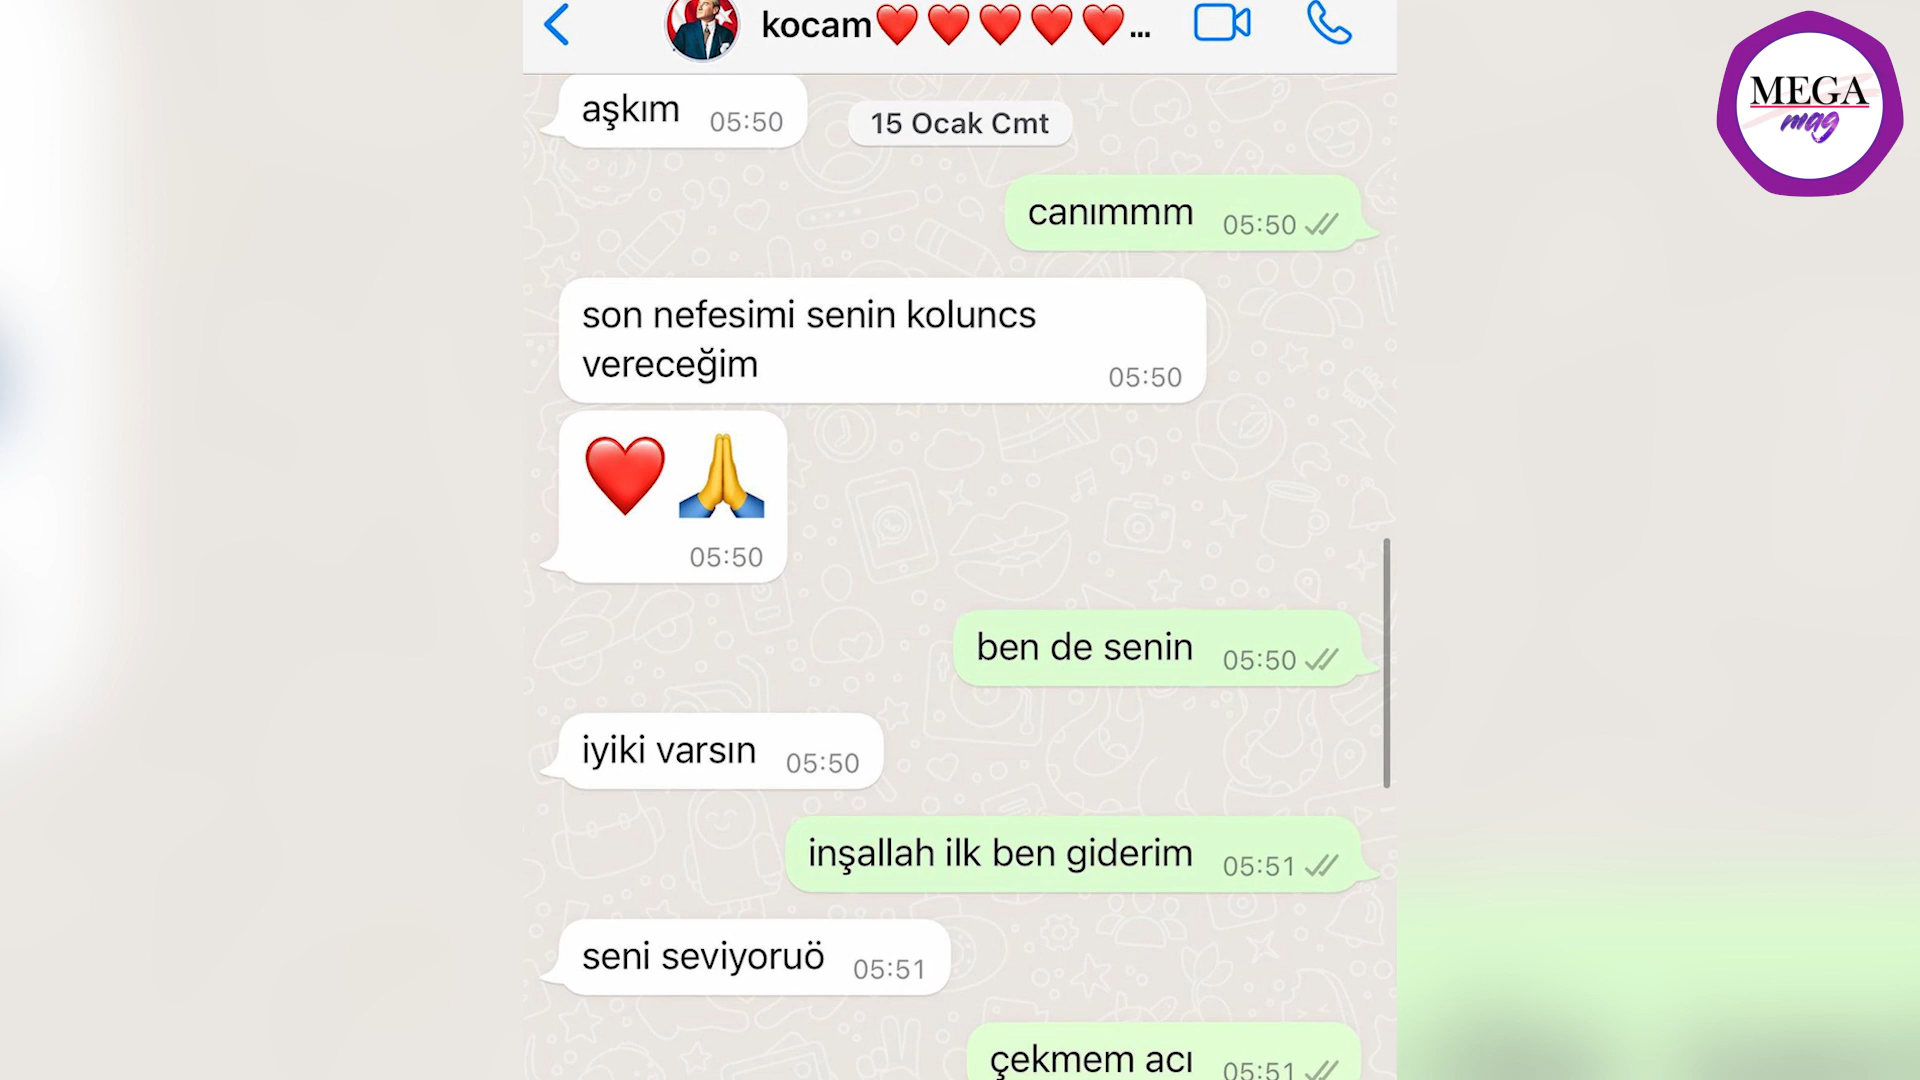 kocam❤️❤️❤️❤️❤️...
MEGA
mag
aşkım 05:50
15 Ocak Cmt
canımmm 05:50
son nefesimi senin koluncs
vereceğim 05:50
❤️🙏
05:50
ben de senin 05:50
iyiki varsın 05:50
inşallah ilk ben giderim 05:51
seni seviyoruö 05:51
çekmem acı 05:51